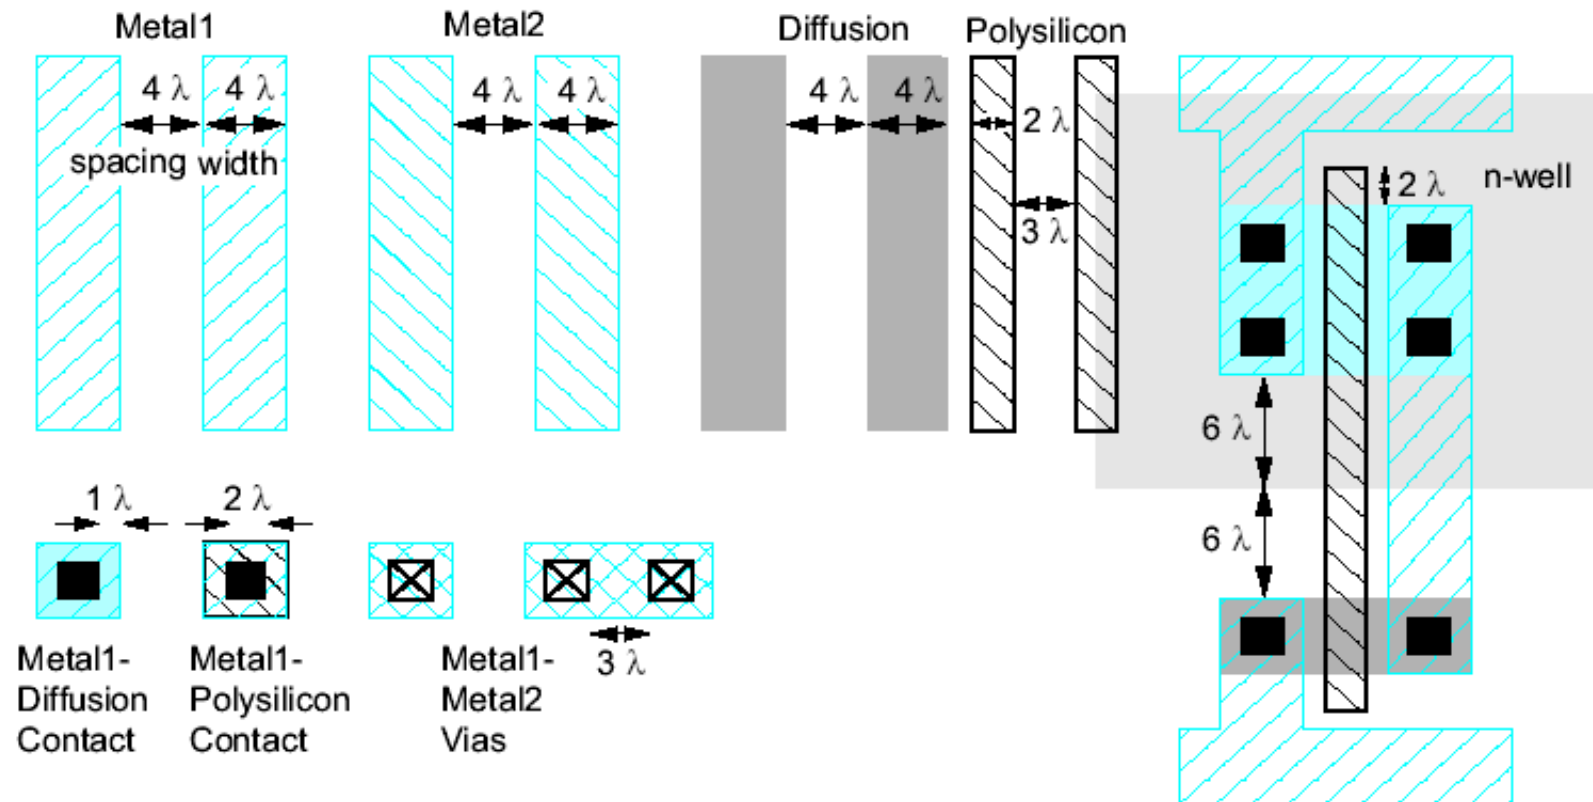 Metal1
Metal2
Diffusion
Polysilicon
4 λ
4 λ
4 λ
4 λ
4 λ
4 λ
2 λ
spacing width
3 λ
2 λ
n-well
6 λ
6 λ
1 λ
2 λ
3 λ
Metal1-
Diffusion
Contact
Metal1-
Polysilicon
Contact
Metal1-
Metal2
Vias